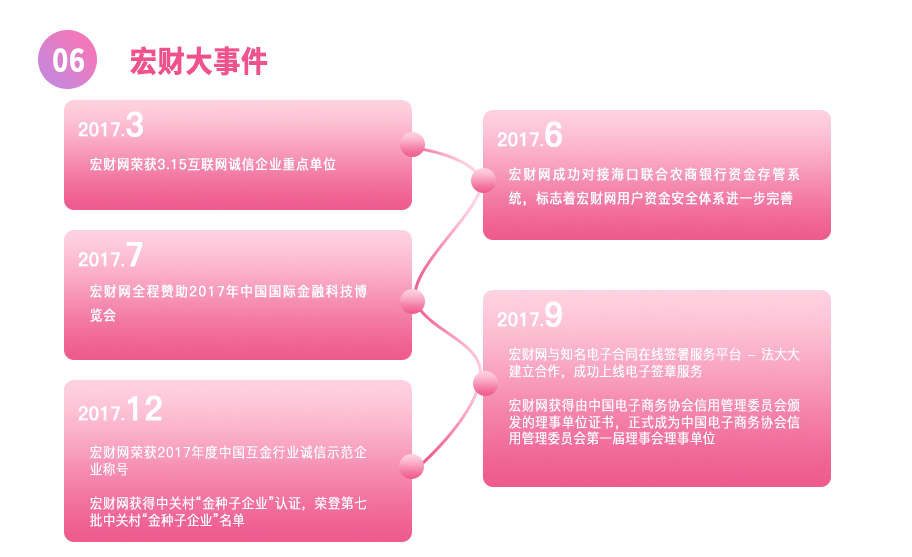 06 宏财大事件
2017.3
宏财网荣获3.15互联网诚信企业重点单位
2017.6
宏财网成功对接海口联合农商银行资金存管系
统，标志着宏财网用户资金安全体系进一步完善
2017.7
宏财网全程赞助2017年中国国际金融科技博
览会
2017.9
宏财网与知名电子合同在线签署服务平台 － 法大大
建立合作，成功上线电子签章服务
宏财网获得由中国电子商务协会信用管理委员会颁
发的理事单位证书，正式成为中国电子商务协会信
用管理委员会第一届理事会理事单位
2017.12
宏财网荣获2017年度中国互金行业诚信示范企
业称号
宏财网获得中关村“金种子企业”认证，荣登第七
批中关村“金种子企业”名单